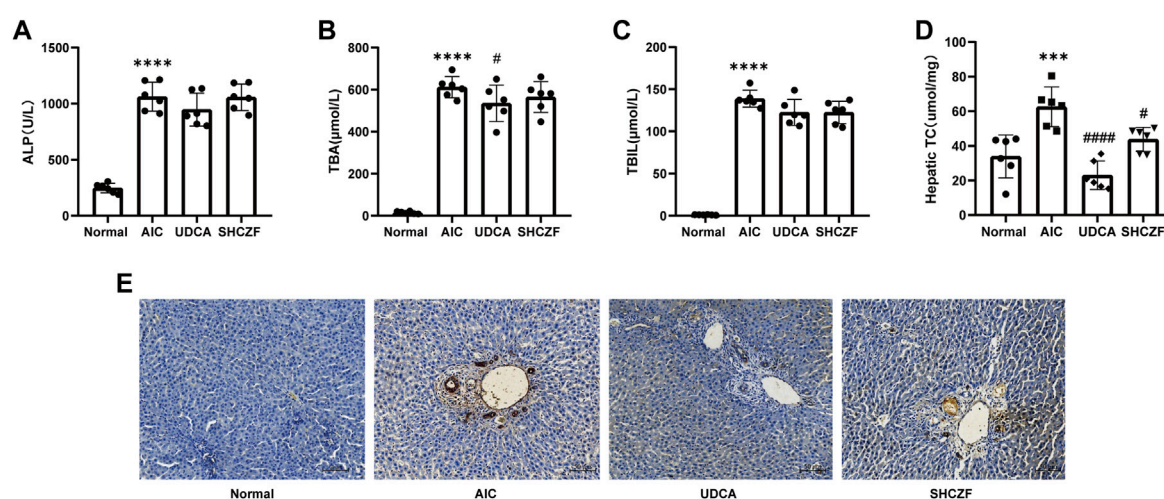 A
ALP (U/L)
1500
1000
500
0
****
Normal AIC UDCA SHCZF
B
TBA(μmol/L)
800
600
400
200
0
****
#
Normal AIC UDCA SHCZF
C
TBIL(μmol/L)
200
150
100
50
0
****
Normal AIC UDCA SHCZF
D
Hepatic TC(umol/mg)
100
80
60
40
20
0
***
####
#
Normal AIC UDCA SHCZF
E
Normal AIC UDCA SHCZF